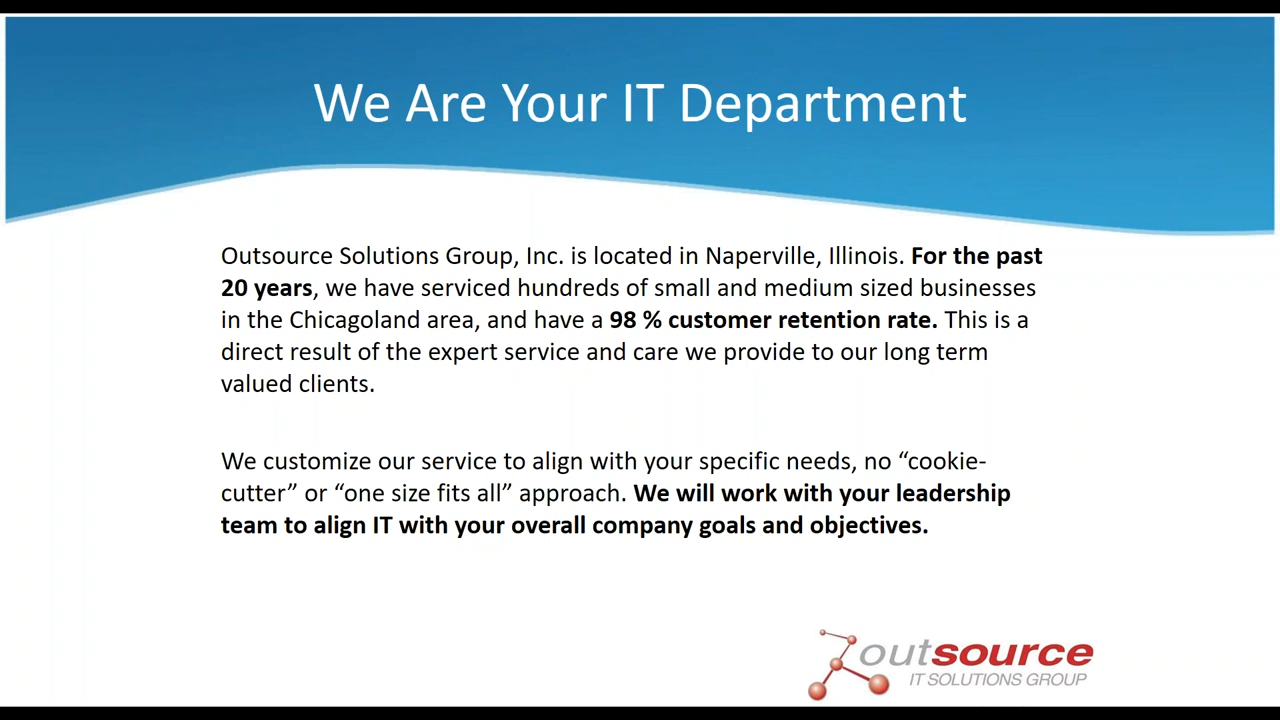 We Are Your IT Department
Outsource Solutions Group, Inc. is located in Naperville, Illinois. For the past
20 years, we have serviced hundreds of small and medium sized businesses
in the Chicagoland area, and have a 98 % customer retention rate. This is a
direct result of the expert service and care we provide to our long term
valued clients.
We customize our service to align with your specific needs, no “cookie-
cutter” or “one size fits all” approach. We will work with your leadership
team to align IT with your overall company goals and objectives.
outsource
IT SOLUTIONS GROUP